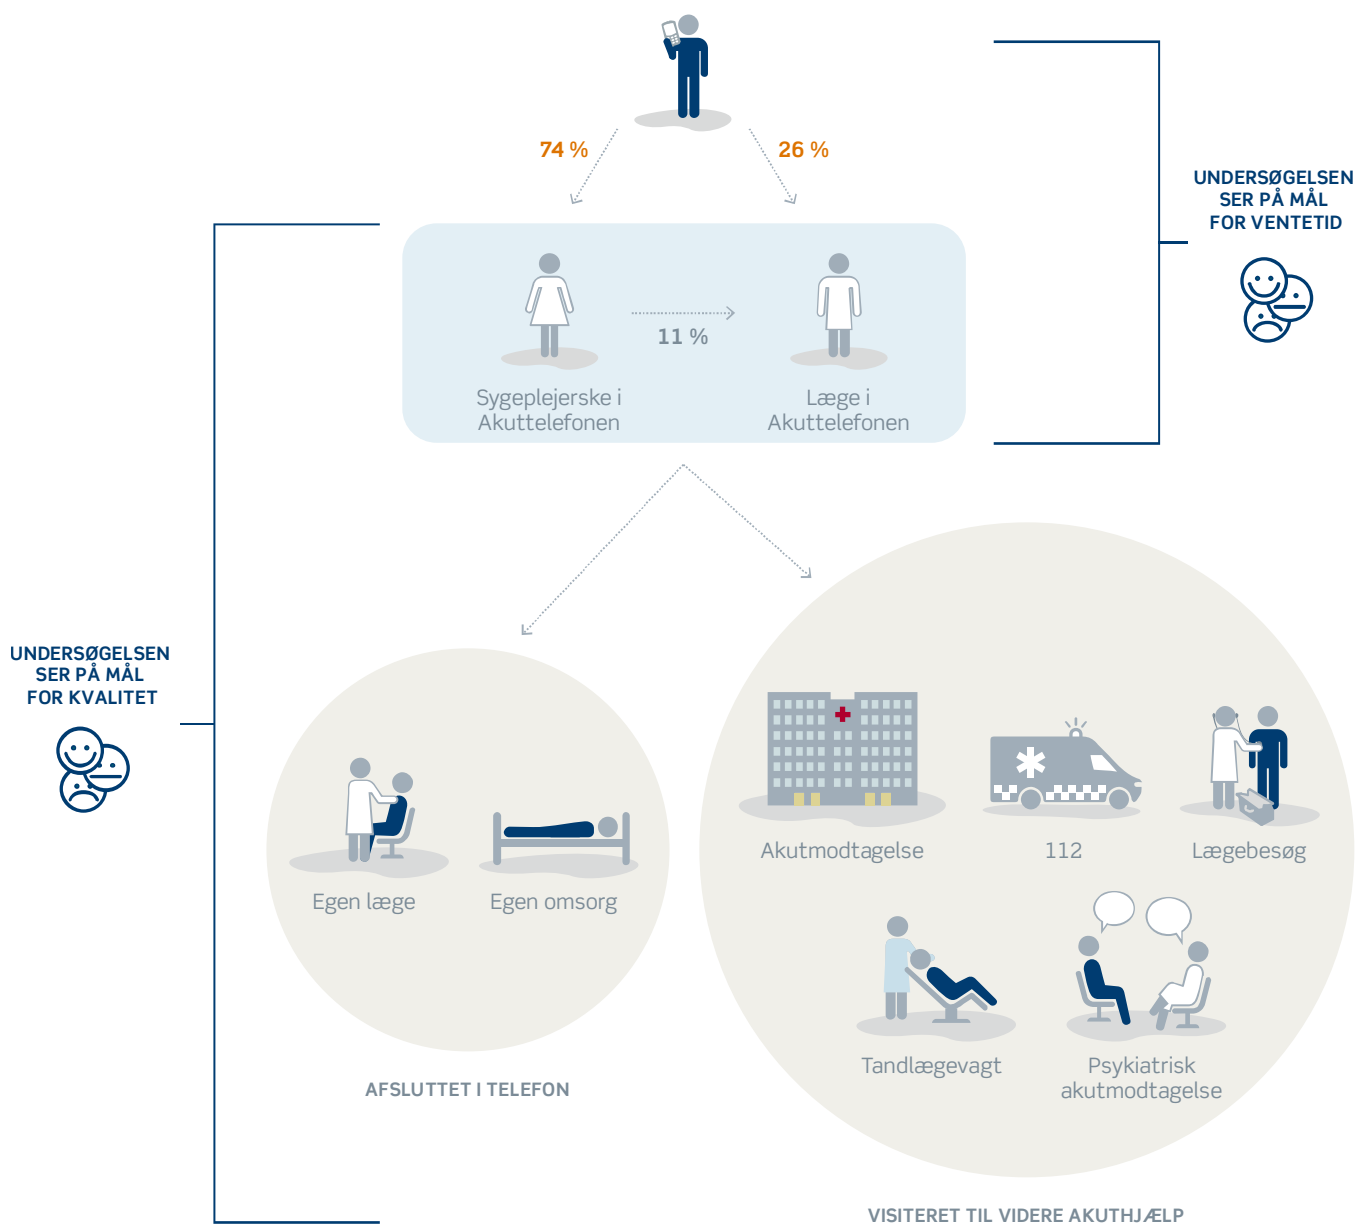 74 %
26 %
UNDERSØGELSEN
SER PÅ MÅL
FOR VENTETID
11 %
Sygeplejerske i
Akuttelefonen
Læge i
Akuttelefonen
UNDERSØGELSEN
SER PÅ MÅL
FOR KVALITET
Egen læge
Egen omsorg
AFSLUTTET I TELEFON
Akutmodtagelse
112
Lægebesøg
Tandlægevagt
Psykiatrisk
akutmodtagelse
VISITERET TIL VIDERE AKUTHJÆLP